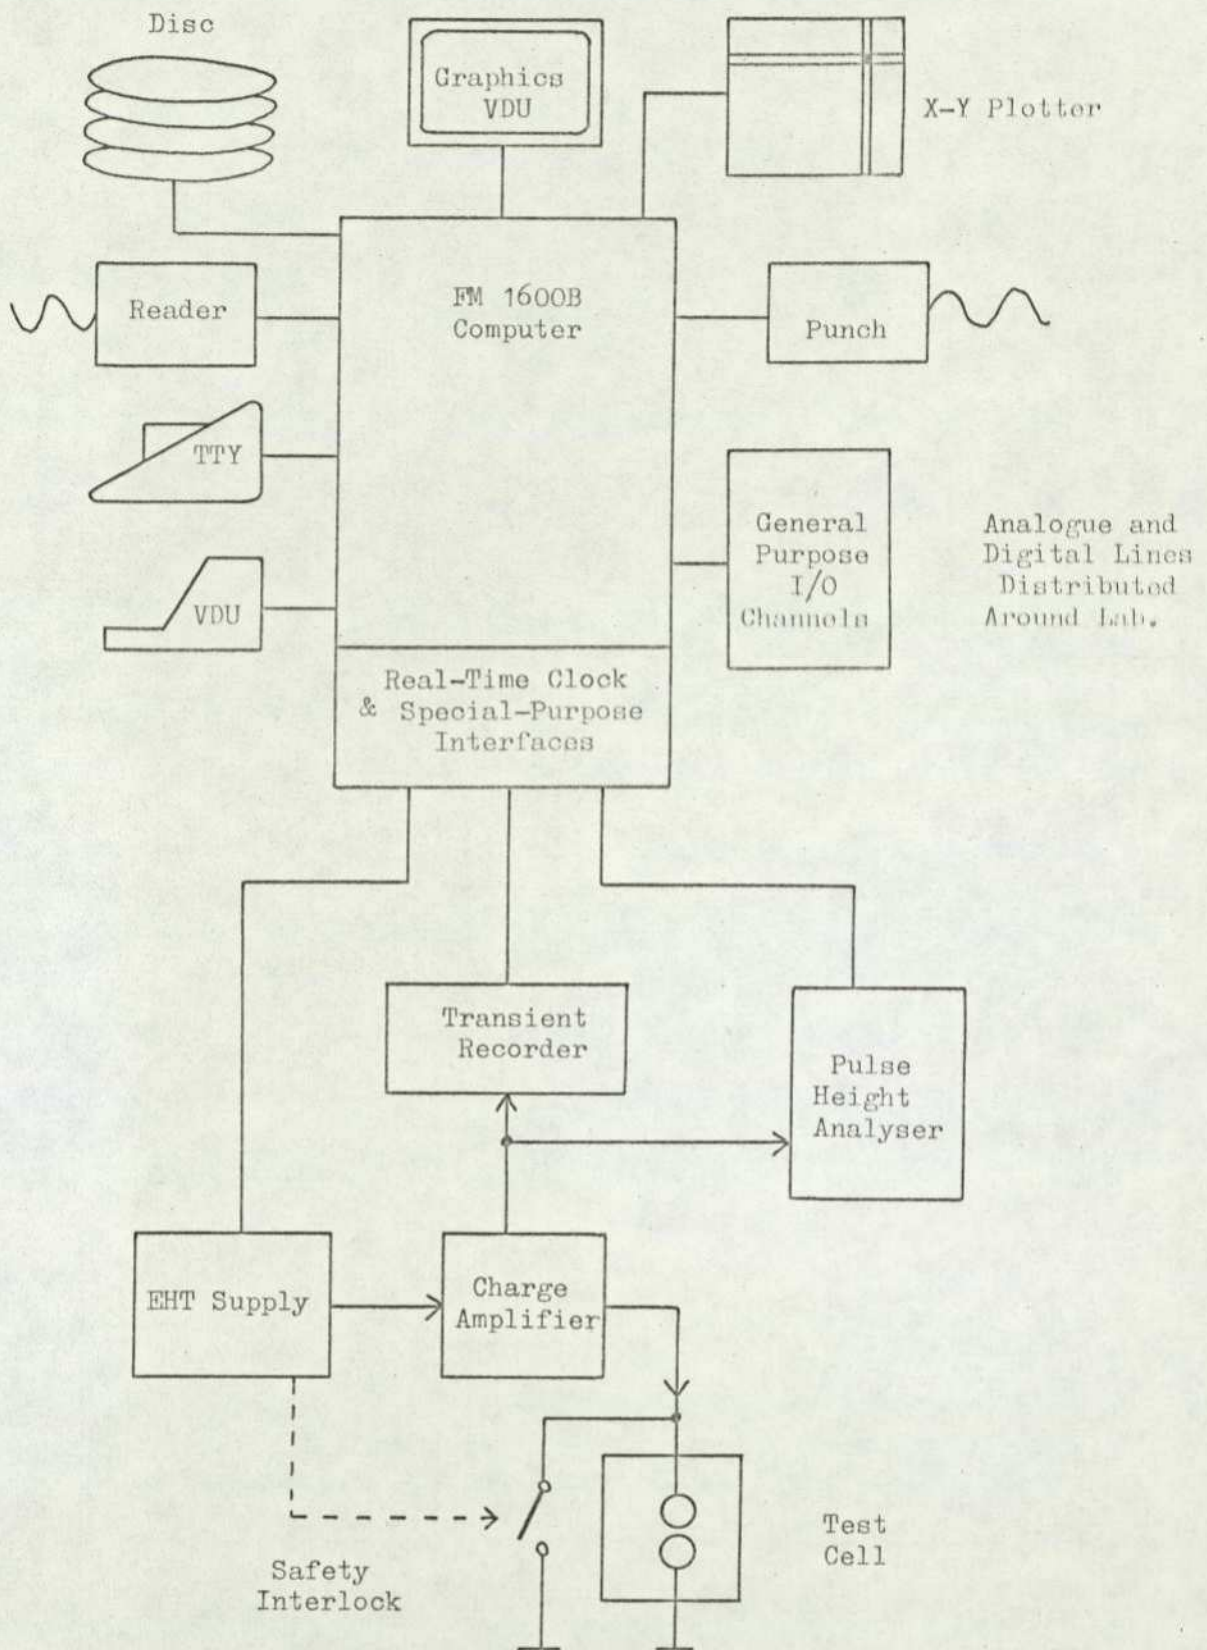 Disc
Graphics
VDU
X-Y Plotter
Reader
FM 1600B
Computer
Punch
TTY
General
Purpose
I/O
Channels
Analogue and
Digital Lines
Distributed
Around Lab.
VDU
Real-Time Clock
& Special-Purpose
Interfaces
Transient
Recorder
Pulse
Height
Analyser
EHT Supply
Charge
Amplifier
Safety
Interlock
Test
Cell